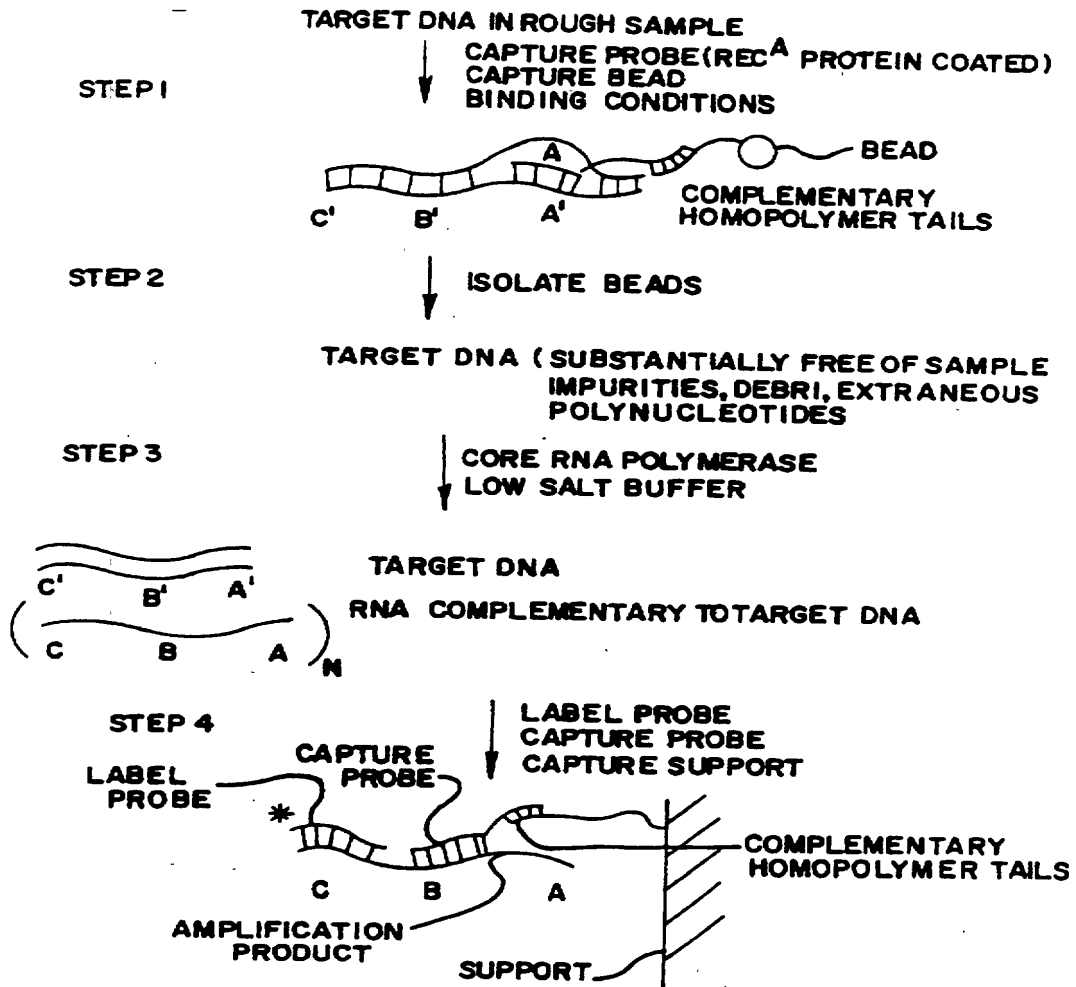 TARGET DNA IN ROUGH SAMPLE
CAPTURE PROBE (REC A PROTEIN COATED)
CAPTURE BEAD
BINDING CONDITIONS
STEP 1
A
BEAD
COMPLEMENTARY
HOMOPOLYMER TAILS
C' B' A'
STEP 2
ISOLATE BEADS
TARGET DNA (SUBSTANTIALLY FREE OF SAMPLE
IMPURITIES, DEBRI, EXTRANEOUS
POLYNUCLEOTIDES
STEP 3
CORE RNA POLYMERASE
LOW SALT BUFFER
C' B' A'
TARGET DNA
RNA COMPLEMENTARY TO TARGET DNA
( C B A ) N
STEP 4
LABEL PROBE
CAPTURE PROBE
CAPTURE SUPPORT
CAPTURE
PROBE
LABEL
PROBE
*
C B A
COMPLEMENTARY
HOMOPOLYMER TAILS
AMPLIFICATION
PRODUCT
SUPPORT